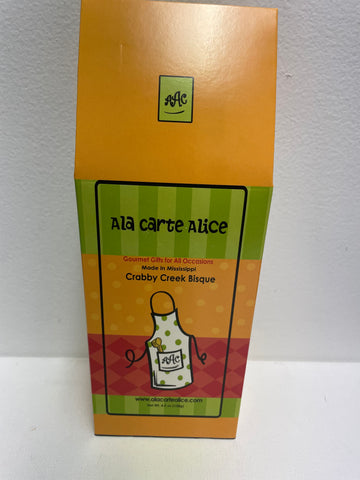 AAC
Ala Carte Alice
Gourmet Gifts for All Occasions
Made in Mississippi
Crabby Creek Bisque
AAC
www.alacartealice.com